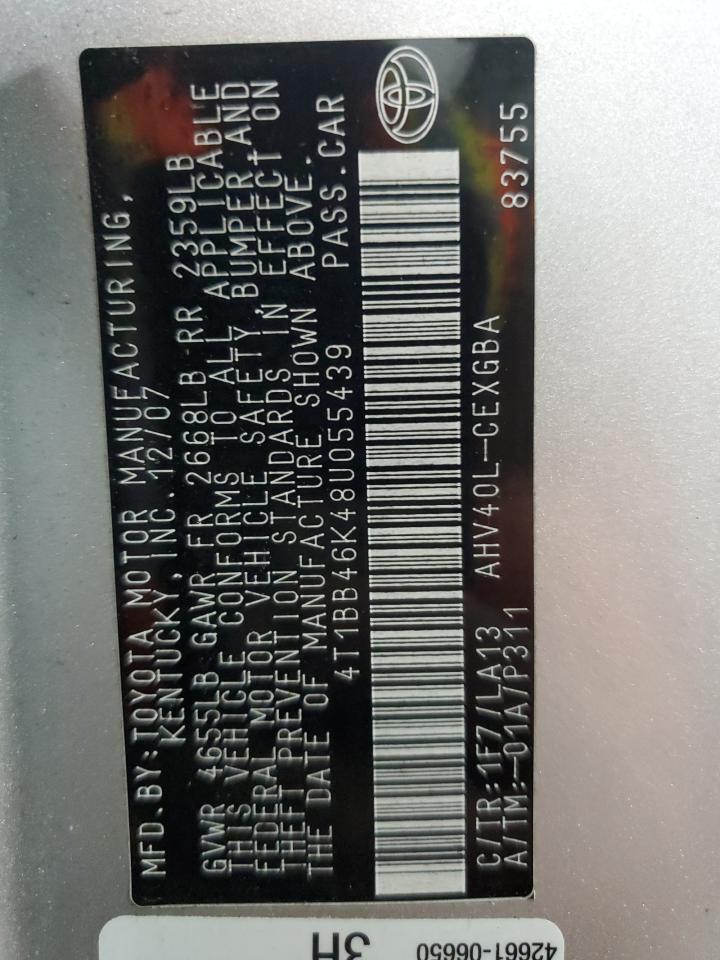 MFD.BY:TOYOTA MOTOR MANUFACTURING,
KENTUCKY, INC. 12/07
GVWR 4655LB GAWR FR 2668LB RR 2359LB
THIS VEHICLE CONFORMS TO ALL APPLICABLE
FEDERAL MOTOR VEHICLE SAFETY, BUMPER AND
THEFT PREVENTION STANDARDS IN EFFECT ON
THE DATE OF MANUFACTURE SHOWN ABOVE.
4T1BB46K48U055439 PASS.CAR
C/TR:1F7/LA13 AHV40L-CEXGBA
A/TM:-01A/P311 83755
42661-06650
3H